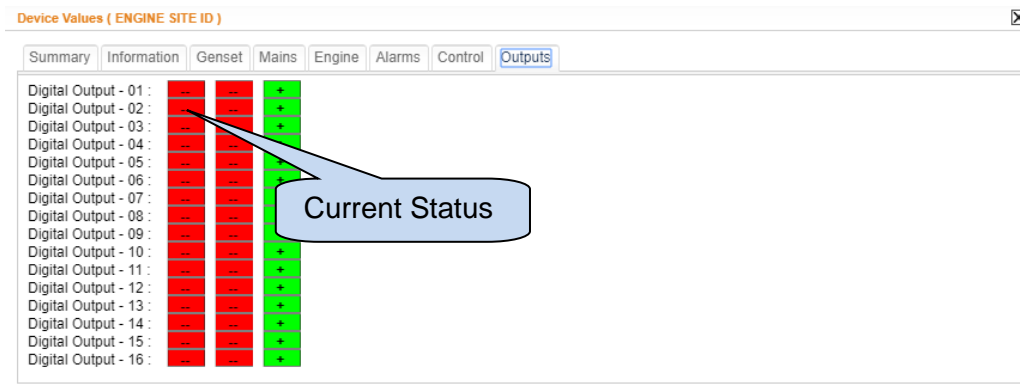 Device Values ( ENGINE SITE ID )
Summary Information Genset Mains Engine Alarms Control Outputs
Digital Output - 01 : -- -- +
Digital Output - 02 : -- -- +
Digital Output - 03 : -- -- +
Digital Output - 04 : -- --
Digital Output - 05 : -- --
Digital Output - 06 : -- -- +
Digital Output - 07 : -- --
Digital Output - 08 : -- --
Current Status
Digital Output - 09 : -- --
Digital Output - 10 : -- -- +
Digital Output - 11 : -- -- +
Digital Output - 12 : -- -- +
Digital Output - 13 : -- -- +
Digital Output - 14 : -- -- +
Digital Output - 15 : -- -- +
Digital Output - 16 : -- -- +